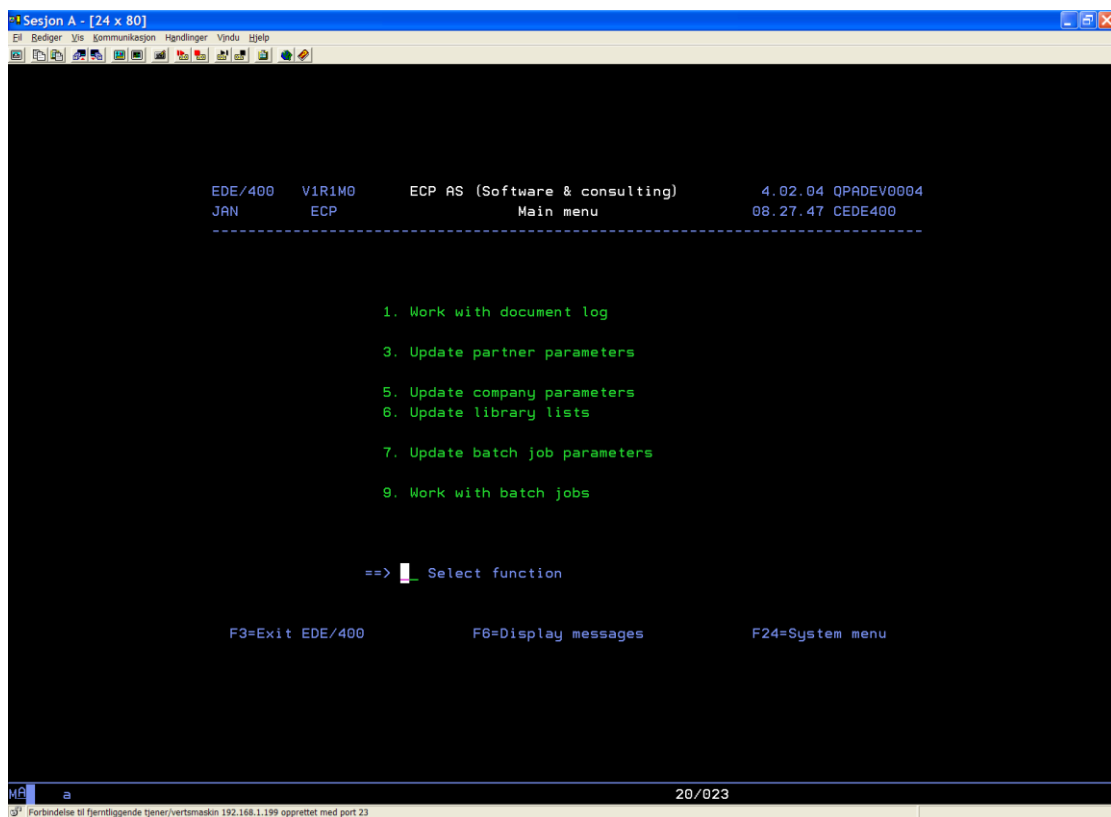 Sesjon A - [24 x 80]
Fil Rediger Vis Kommunikasjon Handlinger Vindu Hjelp
EDE/400 V1R1M0 ECP AS (Software & consulting) 4.02.04 QPADEV0004
JAN ECP Main menu 08.27.47 CEDE400
-------------------------------------------------------------------------------
1. Work with document log
3. Update partner parameters
5. Update company parameters
6. Update library lists
7. Update batch job parameters
9. Work with batch jobs
==> __ Select function
F3=Exit EDE/400 F6=Display messages F24=System menu
MA a 20/023
Forbindelse til fjerntliggende tjener/vertsmaskin 192.168.1.199 opprettet med port 23